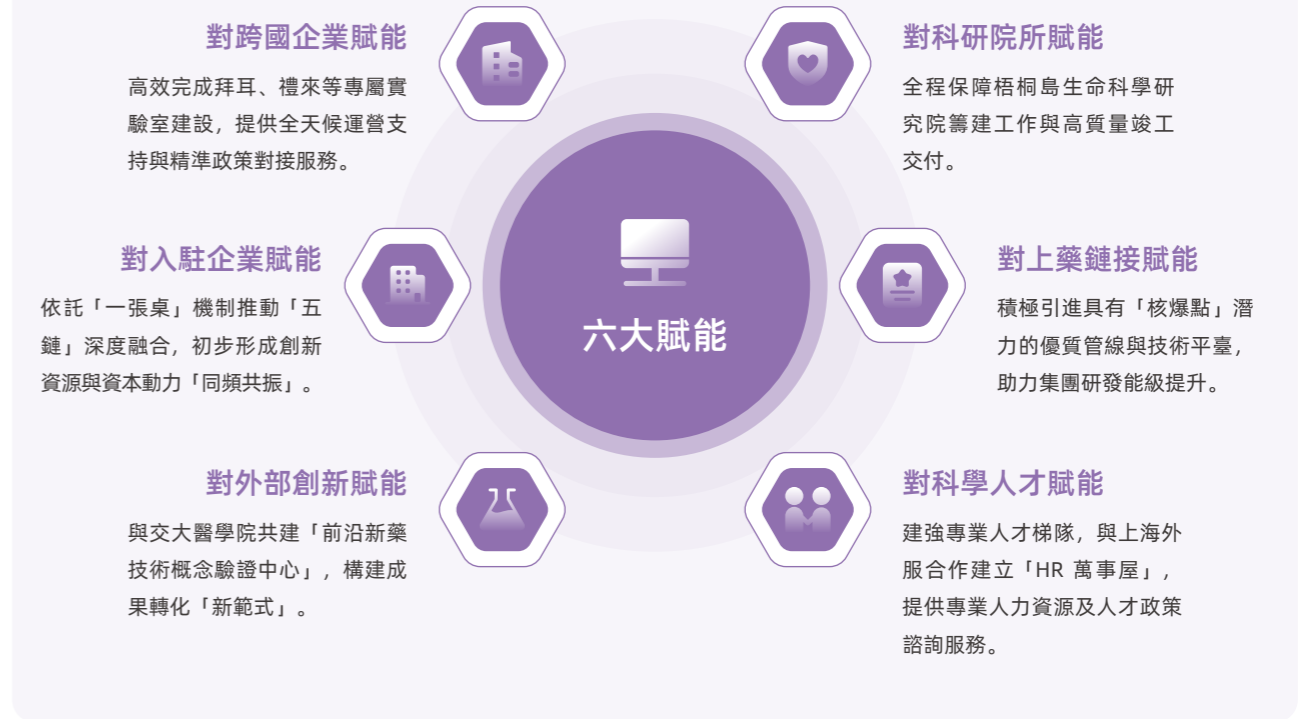 對跨國企業賦能
高效完成拜耳、禮來等專屬實
驗室建設，提供全天候運營支
持與精準政策對接服務。
對科研院所賦能
全程保障梧桐島生命科學研
究院籌建工作與高質量竣工
交付。
對入駐企業賦能
依託「一張桌」機制推動「五
鏈」深度融合，初步形成創新
資源與資本動力「同頻共振」。
六大賦能
對上藥鏈接賦能
積極引進具有「核爆點」潛
力的優質管線與技術平臺，
助力集團研發能級提升。
對外部創新賦能
與交大醫學院共建「前沿新藥
技術概念驗證中心」，構建成
果轉化「新範式」。
對科學人才賦能
建強專業人才梯隊，與上海外
服合作建立「HR 萬事屋」，
提供專業人力資源及人才政策
諮詢服務。